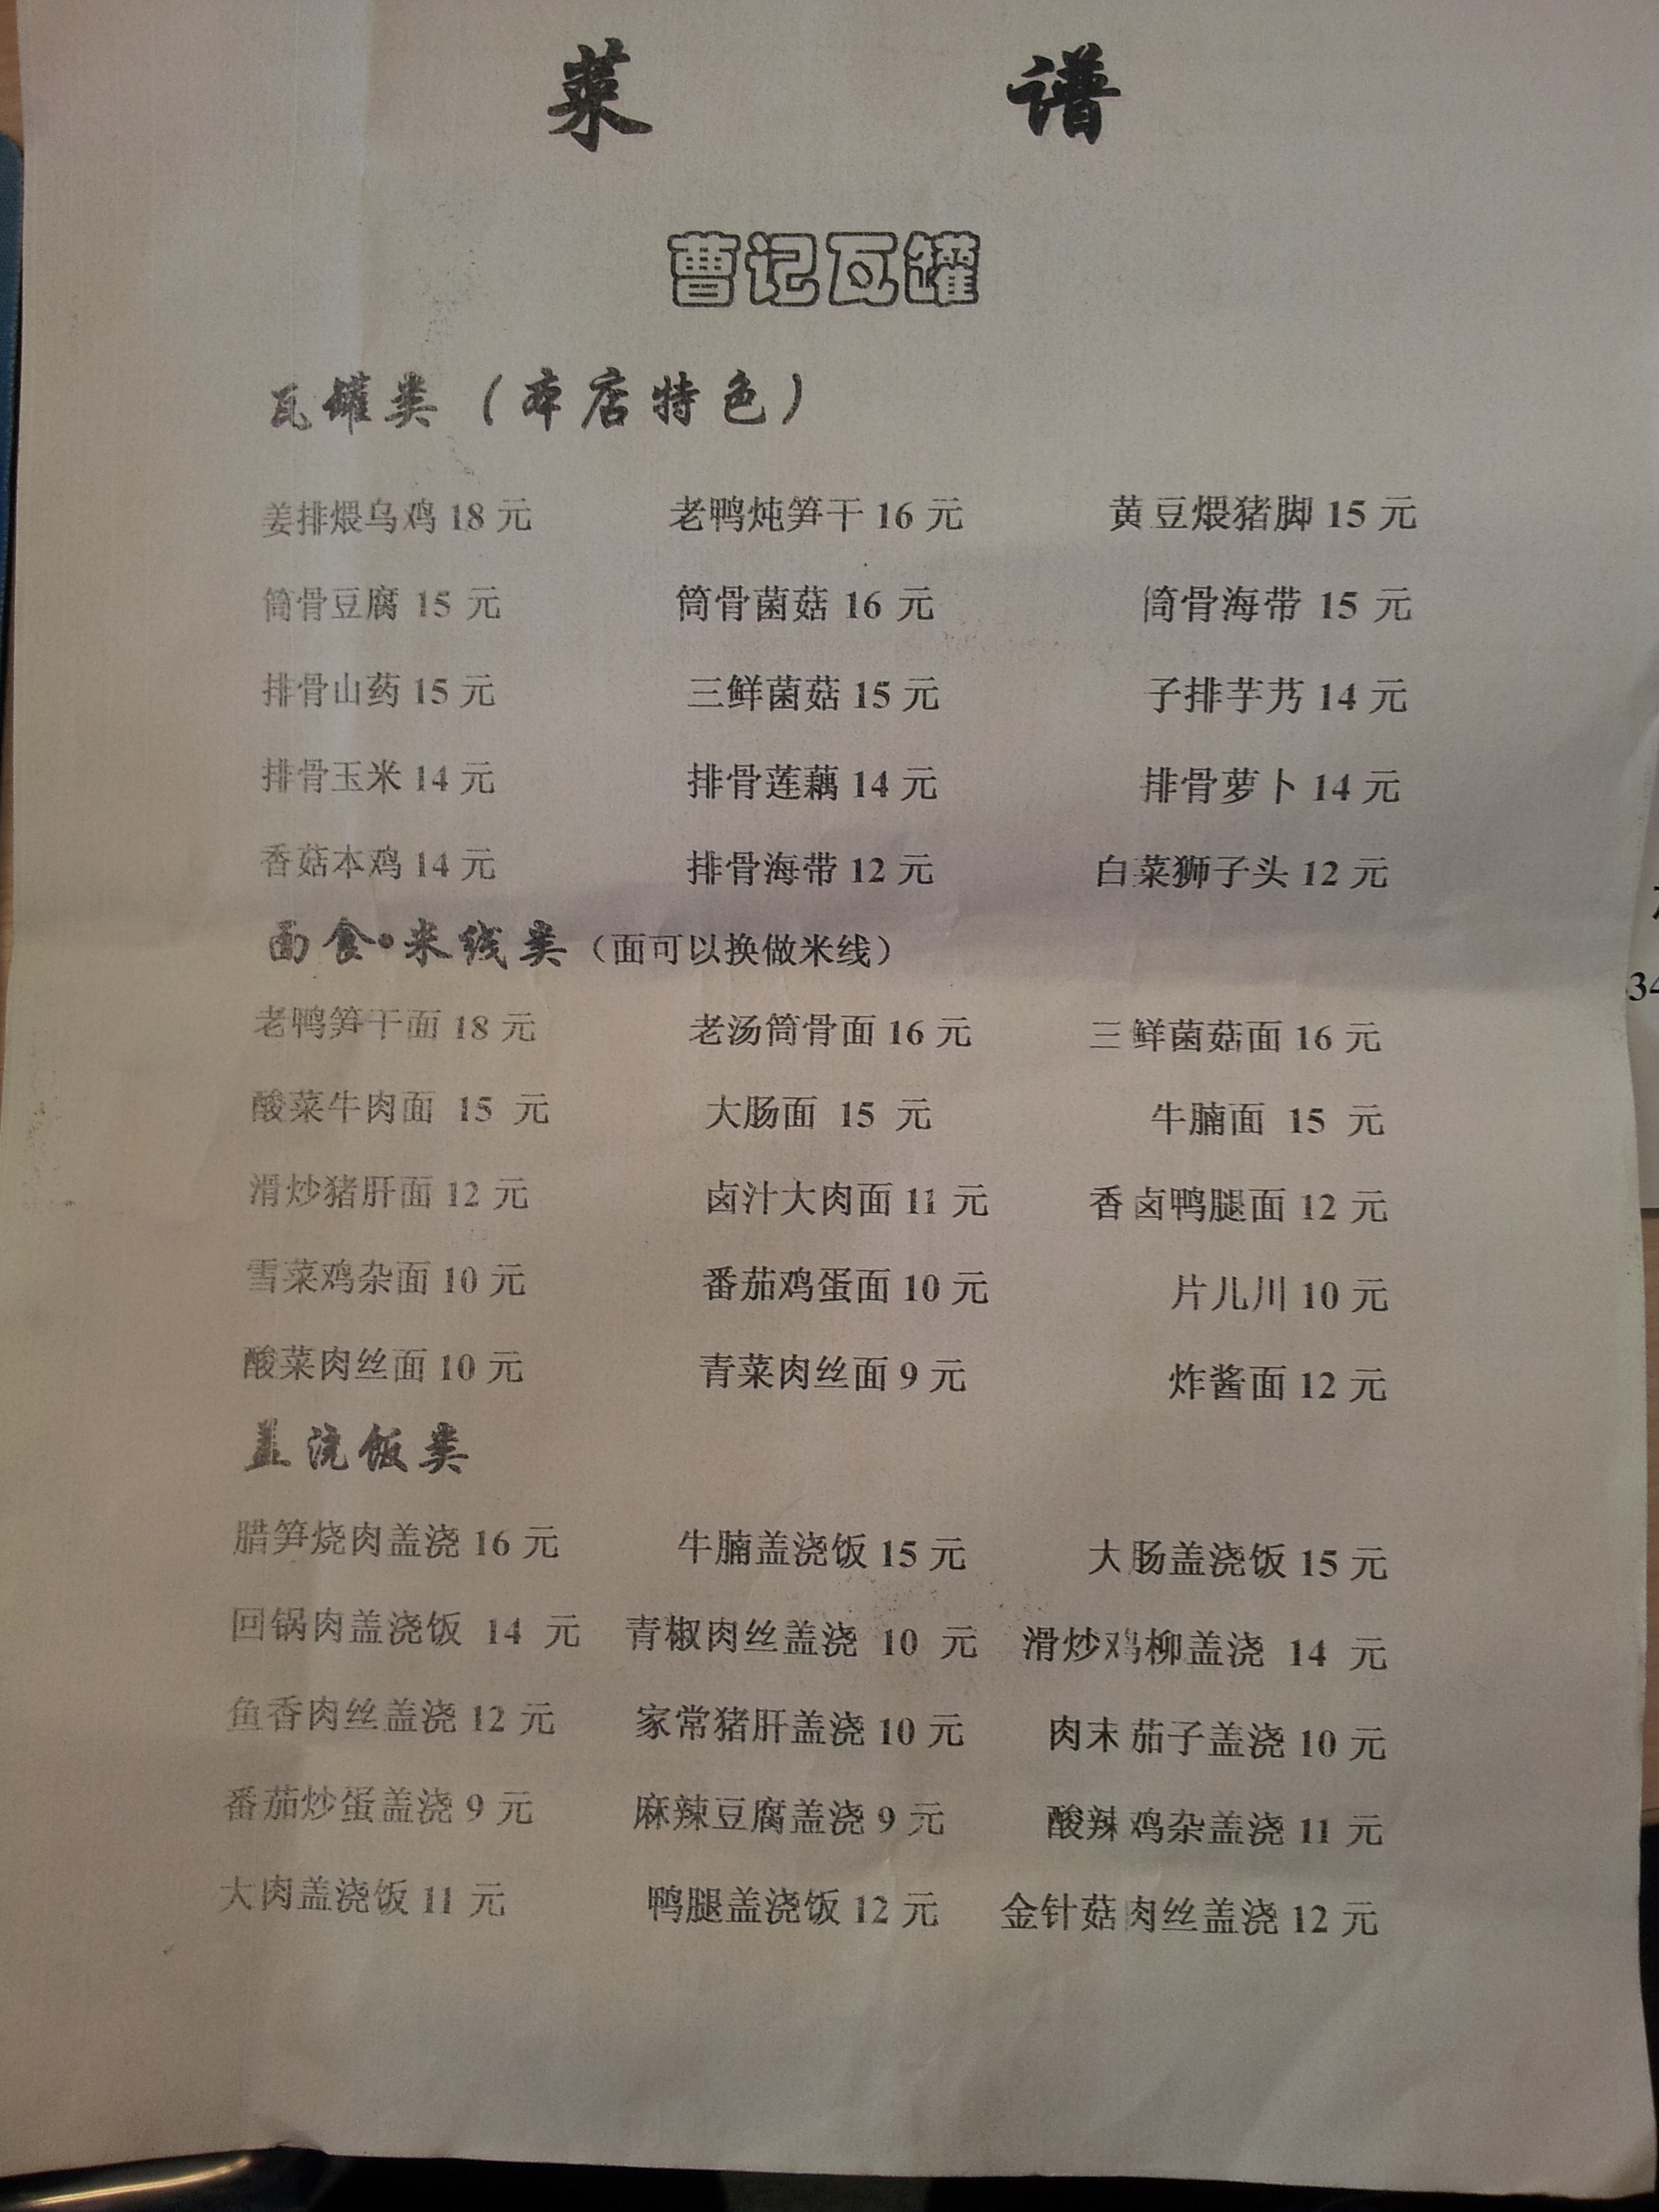 菜 谱
曹记瓦罐
瓦罐类（本店特色）
姜排煨乌鸡 18 元 老鸭炖笋干 16 元 黄豆煨猪脚 15 元
筒骨豆腐 15 元 筒骨菌菇 16 元 筒骨海带 15 元
排骨山药 15 元 三鲜菌菇 15 元 子排芋艿 14 元
排骨玉米 14 元 排骨莲藕 14 元 排骨萝卜 14 元
香菇本鸡 14 元 排骨海带 12 元 白菜狮子头 12 元
面食•米线类（面可以换做米线）
老鸭笋干面 18 元 老汤筒骨面 16 元 三鲜菌菇面 16 元
酸菜牛肉面 15 元 大肠面 15 元 牛腩面 15 元
滑炒猪肝面 12 元 卤汁大肉面 11 元 香卤鸭腿面 12 元
雪菜鸡杂面 10 元 番茄鸡蛋面 10 元 片儿川 10 元
酸菜肉丝面 10 元 青菜肉丝面 9 元 炸酱面 12 元
盖浇饭类
腊笋烧肉盖浇 16 元 牛腩盖浇饭 15 元 大肠盖浇饭 15 元
回锅肉盖浇饭 14 元 青椒肉丝盖浇 10 元 滑炒鸡柳盖浇 14 元
鱼香肉丝盖浇 12 元 家常猪肝盖浇 10 元 肉末茄子盖浇 10 元
番茄炒蛋盖浇 9 元 麻辣豆腐盖浇 9 元 酸辣鸡杂盖浇 11 元
大肉盖浇饭 11 元 鸭腿盖浇饭 12 元 金针菇肉丝盖浇 12 元
34